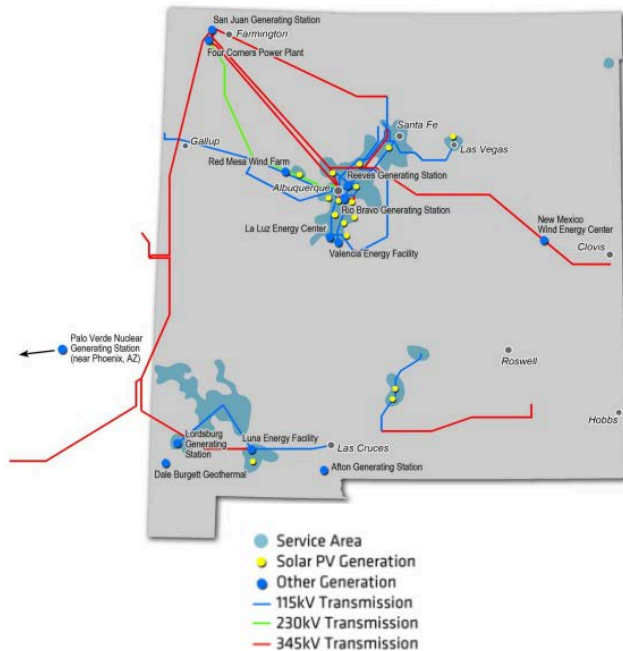 San Juan Generating Station
Farmington
Four Corners Power Plant
Gallup
Santa Fe
Las Vegas
Red Mesa Wind Farm
Reeves Generating Station
Albuquerque
Rio Bravo Generating Station
La Luz Energy Center
Valencia Energy Facility
New Mexico
Wind Energy Center
Clovis
Palo Verde Nuclear
Generating Station
(near Phoenix, AZ)
Roswell
Hobbs
Lordsburg
Generating
Station
Luna Energy Facility
Las Cruces
Dale Burgett Geothermal
Afton Generating Station
Service Area
Solar PV Generation
Other Generation
115kV Transmission
230kV Transmission
345kV Transmission